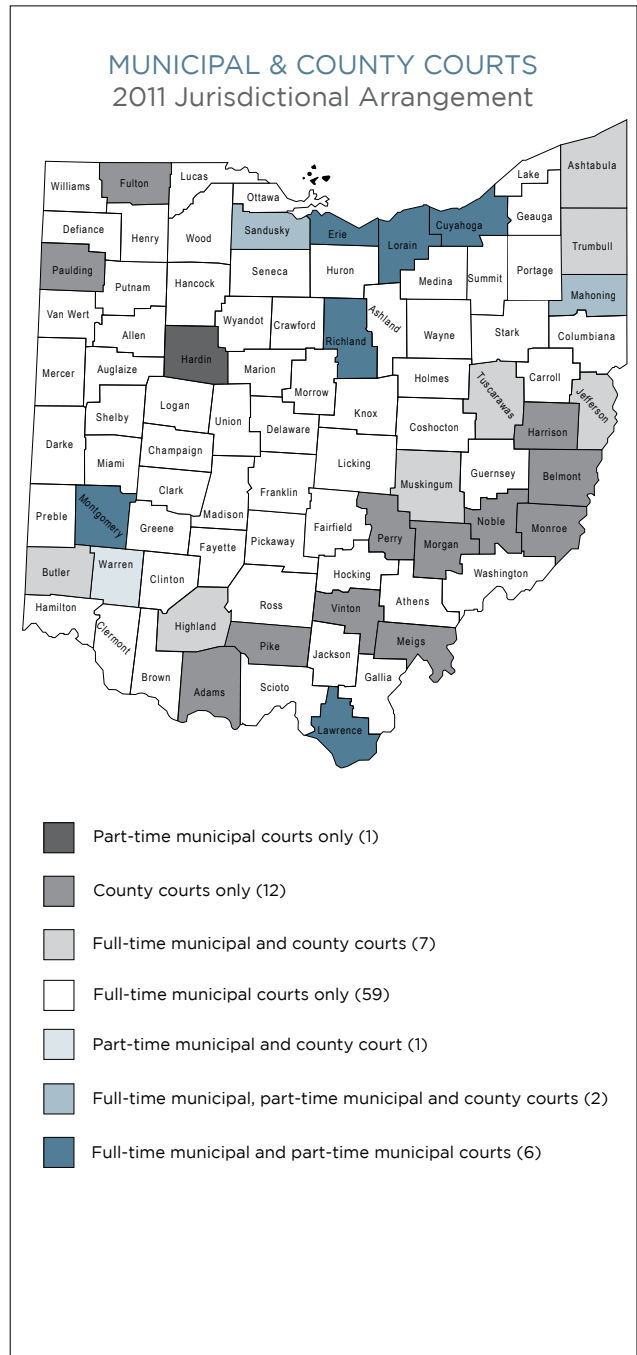 MUNICIPAL & COUNTY COURTS
2011 Jurisdictional Arrangement
Williams
Fulton
Lucas
Ottawa
Lake
Ashtabula
Geauga
Defiance
Henry
Wood
Sandusky
Erie
Lorain
Cuyahoga
Trumbull
Paulding
Putnam
Hancock
Seneca
Huron
Medina
Summit
Portage
Mahoning
Van Wert
Allen
Wyandot
Crawford
Richland
Ashland
Wayne
Stark
Columbiana
Mercer
Auglaize
Hardin
Marion
Morrow
Holmes
Tuscarawas
Carroll
Jefferson
Shelby
Logan
Union
Delaware
Knox
Coshocton
Harrison
Darke
Miami
Champaign
Licking
Muskingum
Guernsey
Belmont
Preble
Montgomery
Clark
Greene
Madison
Franklin
Fairfield
Perry
Morgan
Noble
Monroe
Butler
Warren
Clinton
Fayette
Pickaway
Hocking
Athens
Washington
Hamilton
Clermont
Brown
Highland
Ross
Pike
Vinton
Meigs
Adams
Scioto
Jackson
Gallia
Lawrence
Part-time municipal courts only (1)
County courts only (12)
Full-time municipal and county courts (7)
Full-time municipal courts only (59)
Part-time municipal and county court (1)
Full-time municipal, part-time municipal and county courts (2)
Full-time municipal and part-time municipal courts (6)